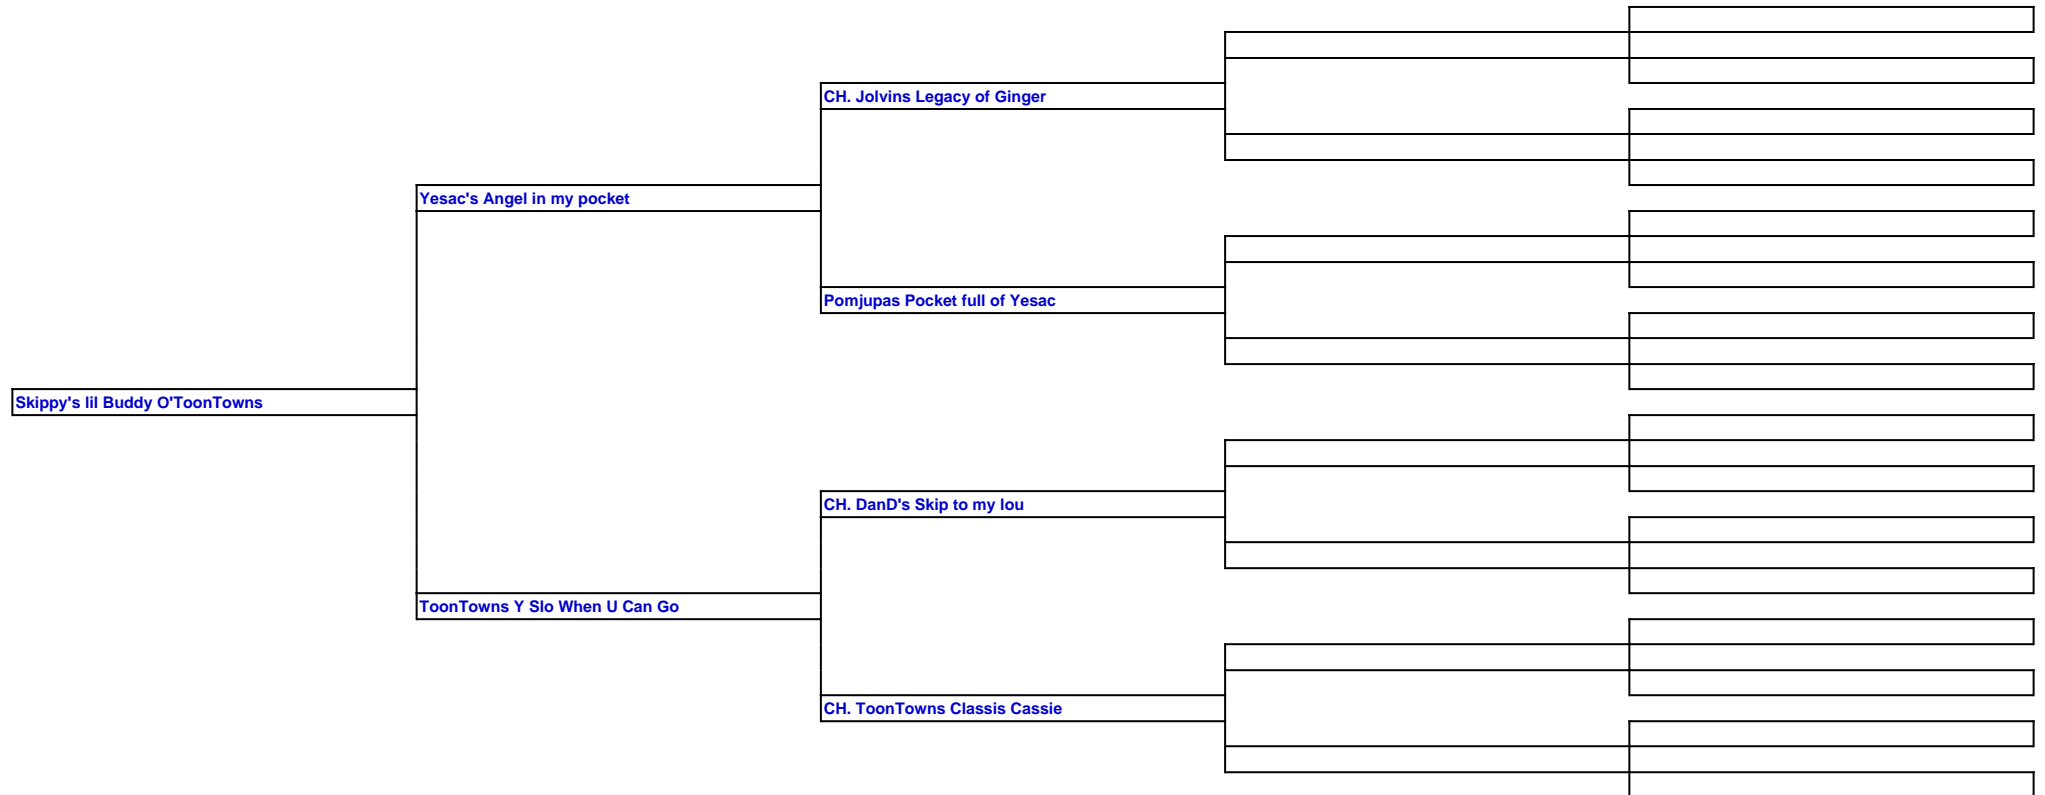 CH. Jolvins Legacy of Ginger
Yesac's Angel in my pocket
Pomjupas Pocket full of Yesac
Skippy's lil Buddy O'ToonTowns
CH. DanD's Skip to my lou
ToonTowns Y Slo When U Can Go
CH. ToonTowns Classis Cassie